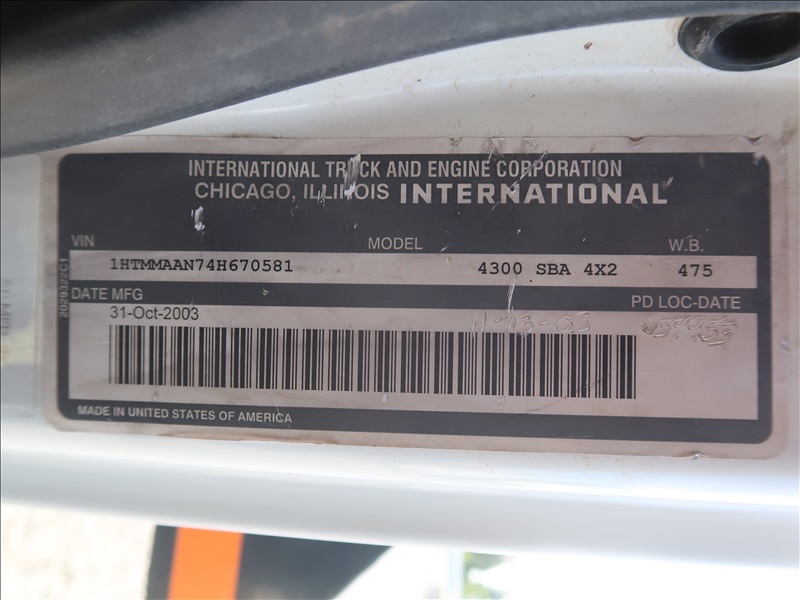 INTERNATIONAL TRUCK AND ENGINE CORPORATION
CHICAGO, ILLINOIS INTERNATIONAL
VIN MODEL W.B.
1HTMMAAN74H670581 4300 SBA 4X2 475
DATE MFG PD LOC-DATE
31-Oct-2003
MADE IN UNITED STATES OF AMERICA
2029322C1